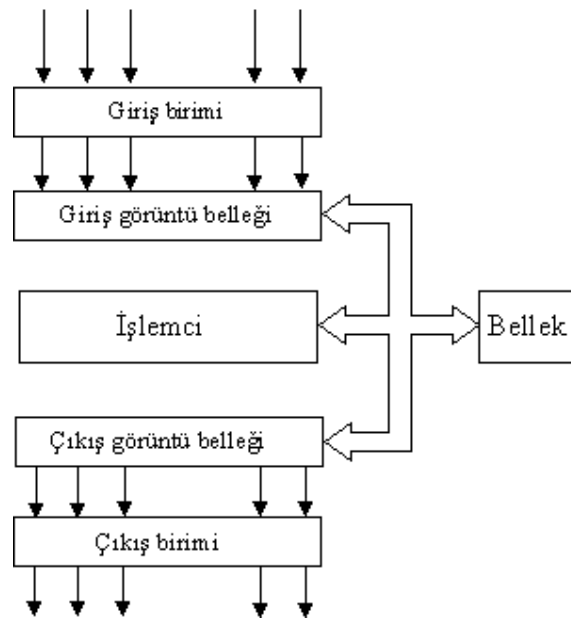 Giriş birimi
Giriş görüntü belleği
İşlemci
Bellek
Çıkış görüntü belleği
Çıkış birimi